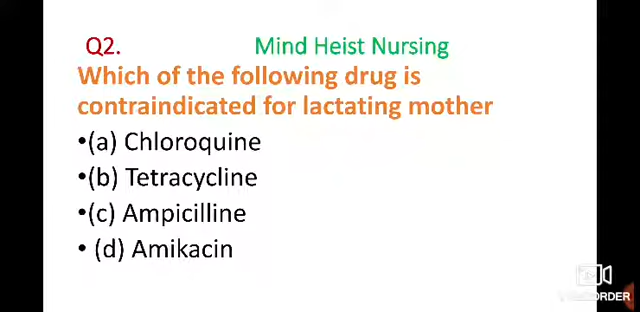 Q2. Mind Heist Nursing
Which of the following drug is
contraindicated for lactating mother
•(a) Chloroquine
•(b) Tetracycline
•(c) Ampicilline
• (d) Amikacin